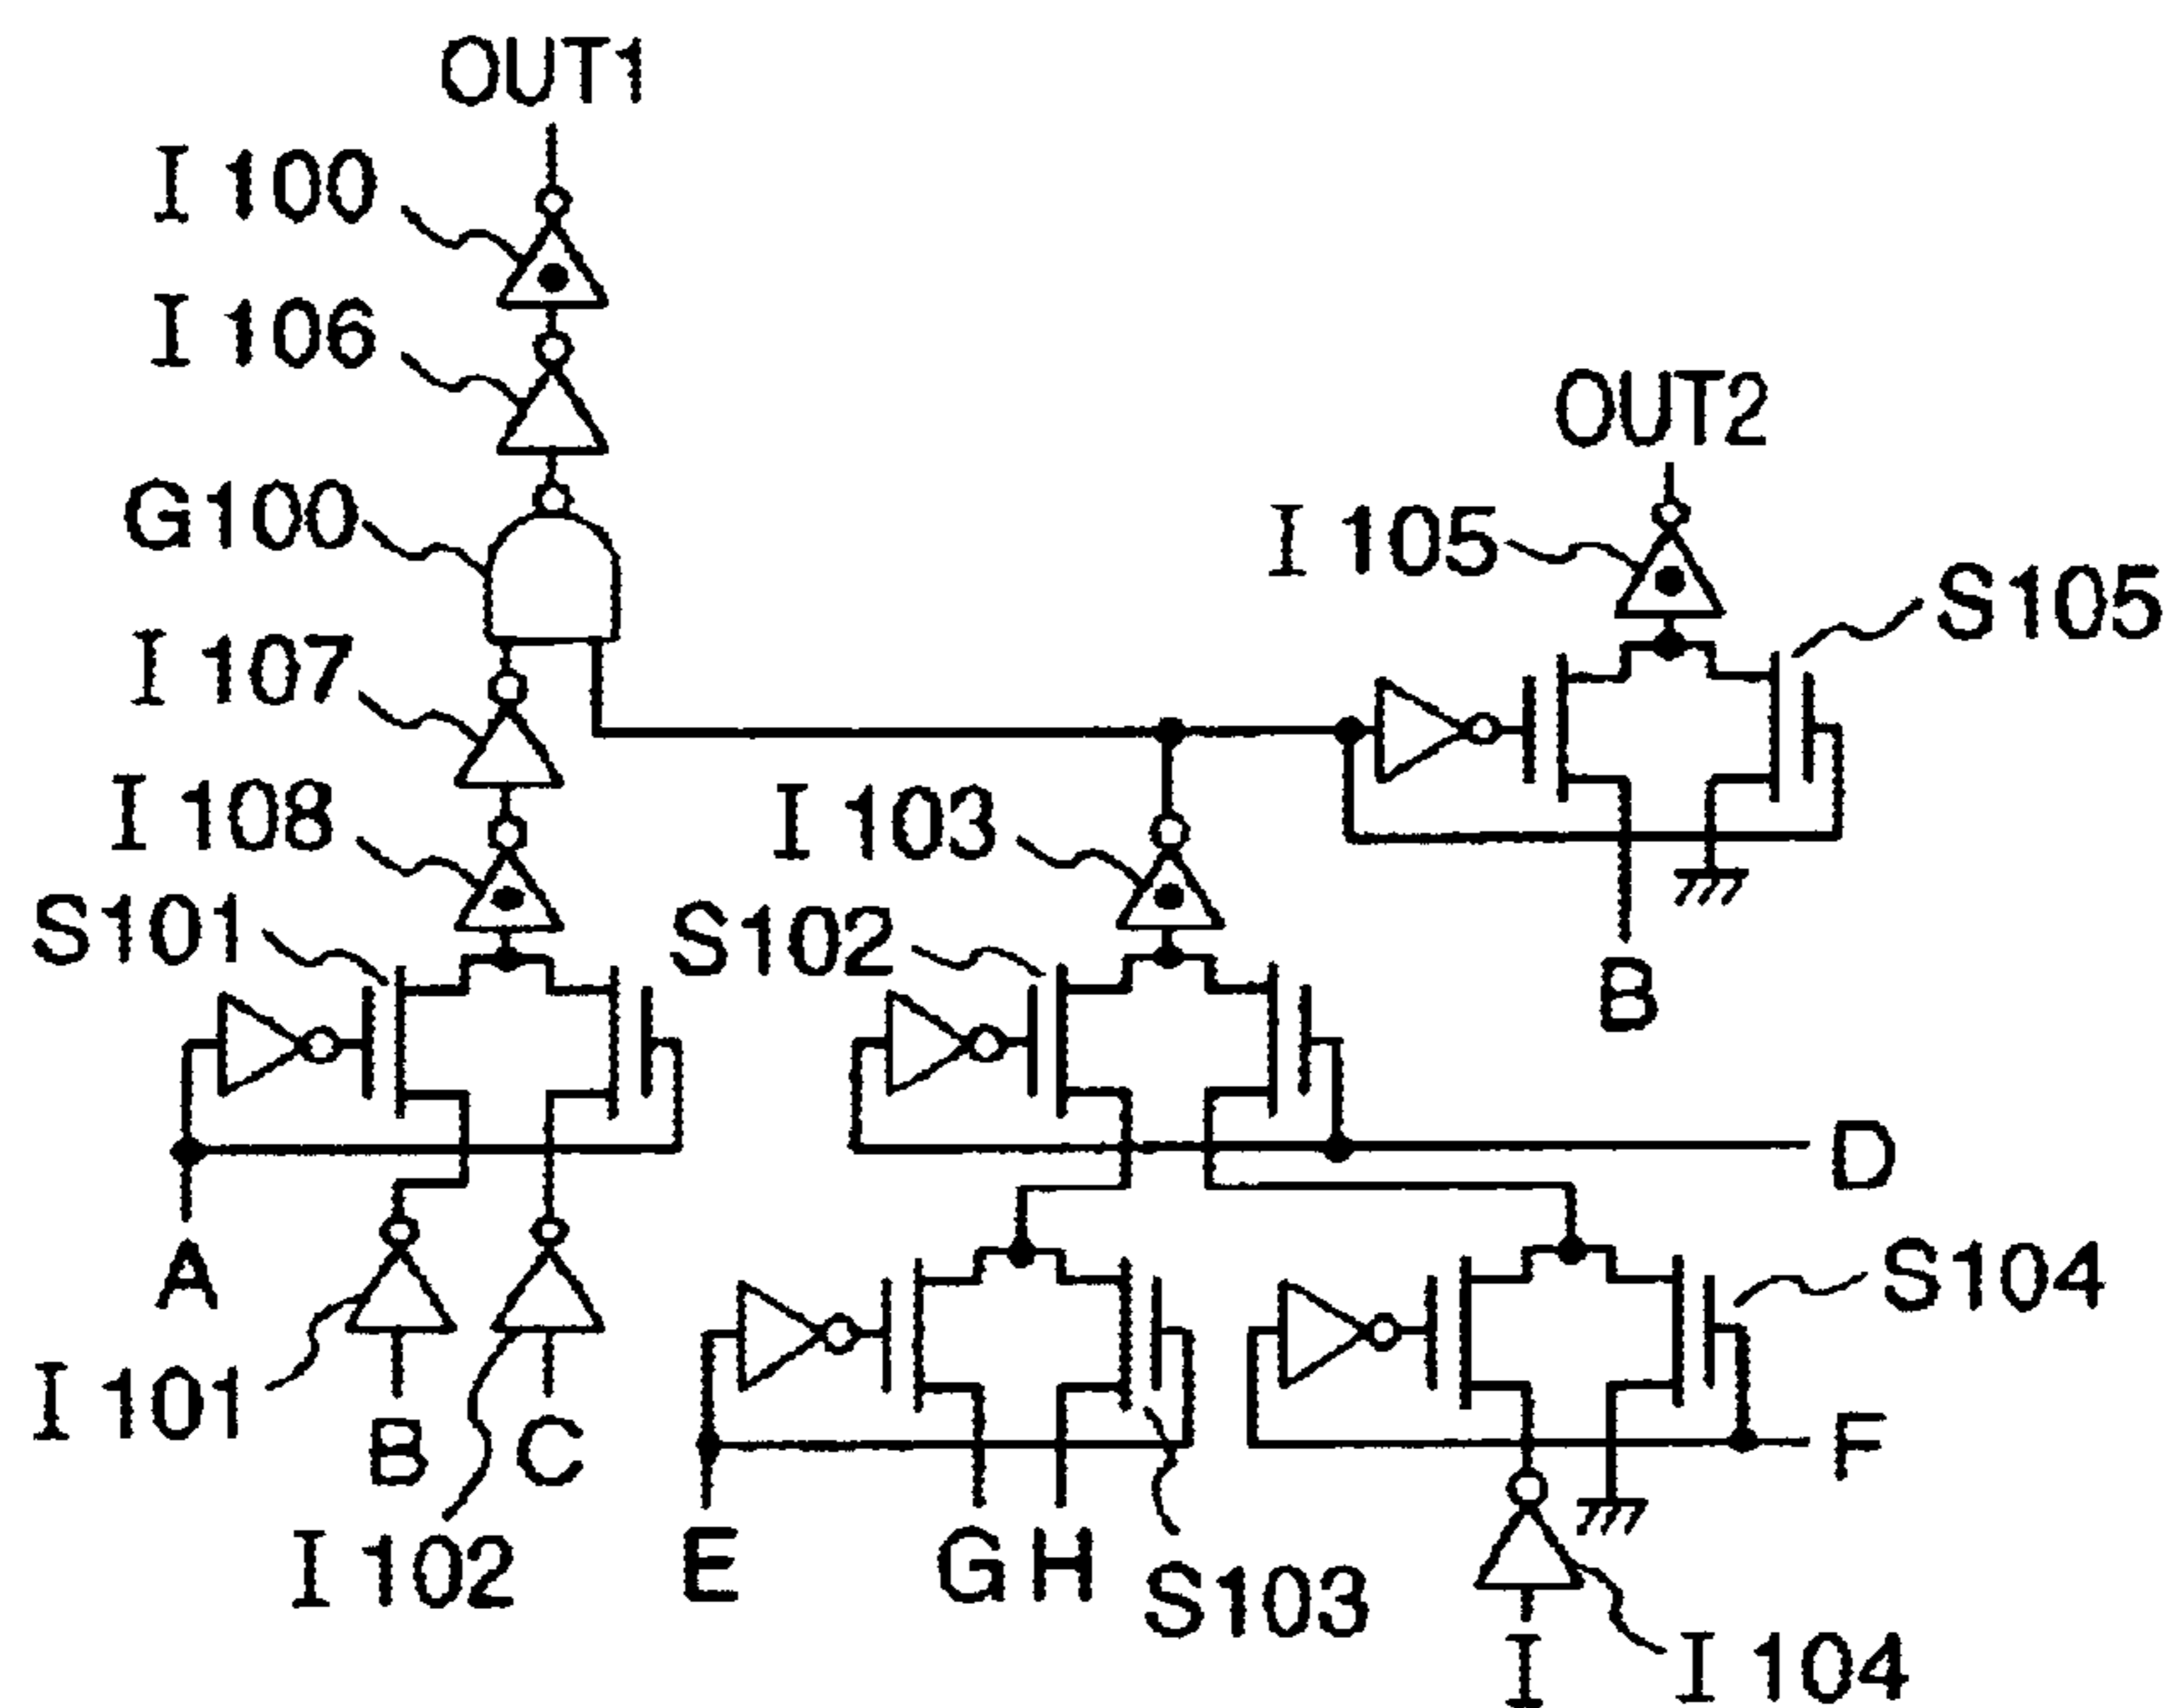 OUT1
I 100
I 106
OUT2
G100
I 105
S105
I 107
I 108
I 103
S101
S102
B
D
A
S104
I 101
B
C
F
I 102
E
G
H
S103
I
I 104